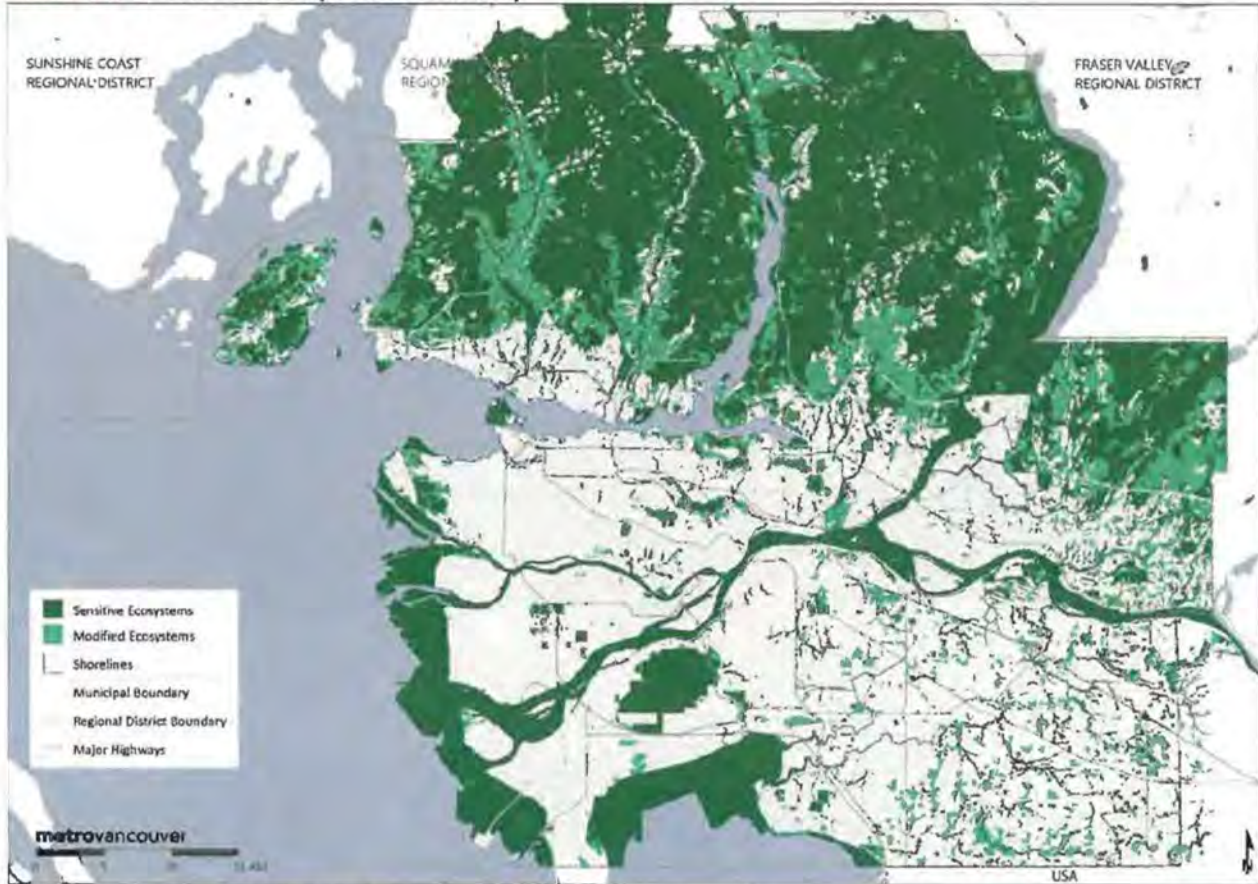 SUNSHINE COAST
REGIONAL DISTRICT
SQUAM
REGION
FRASER VALLEY
REGIONAL DISTRICT
Sensitive Ecosystems
Modified Ecosystems
Shorelines
Municipal Boundary
Regional District Boundary
Major Highways
metrovancouver
USA